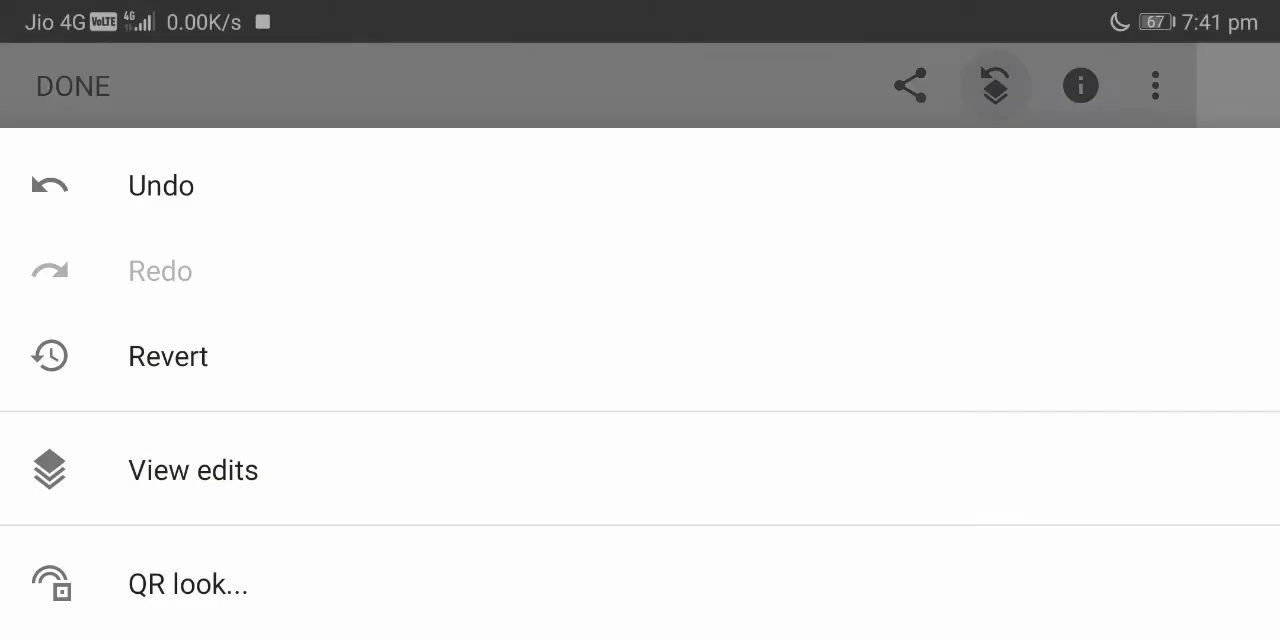 Jio 4G VoLTE 4G 0.00K/s 67 7:41 pm
DONE
Undo
Redo
Revert
View edits
QR look...